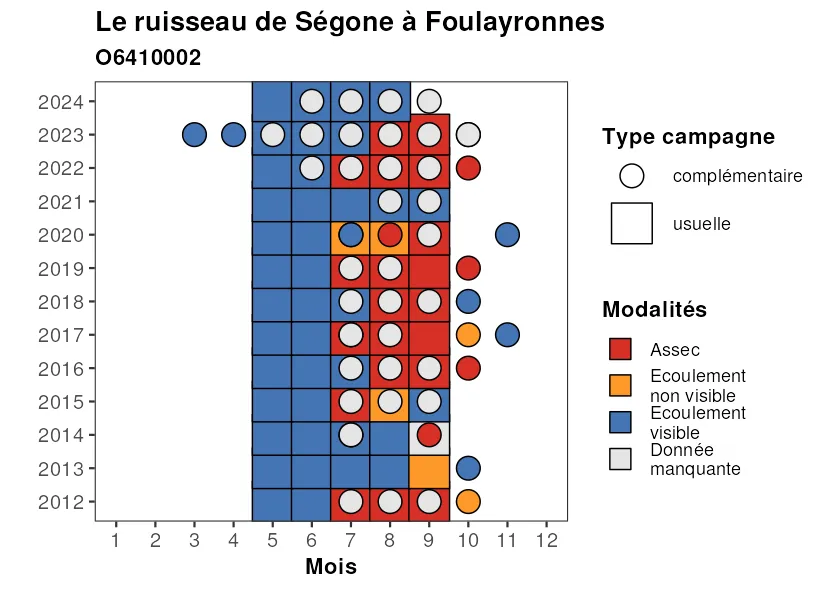 Le ruisseau de Ségone à Foulayronnes
O6410002
2024
2023
2022
2021
2020
2019
2018
2017
2016
2015
2014
2013
2012
1 2 3 4 5 6 7 8 9 10 11 12
Mois
Type campagne
complémentaire
usuelle
Modalités
Assec
Ecoulement
non visible
Ecoulement
visible
Donnée
manquante